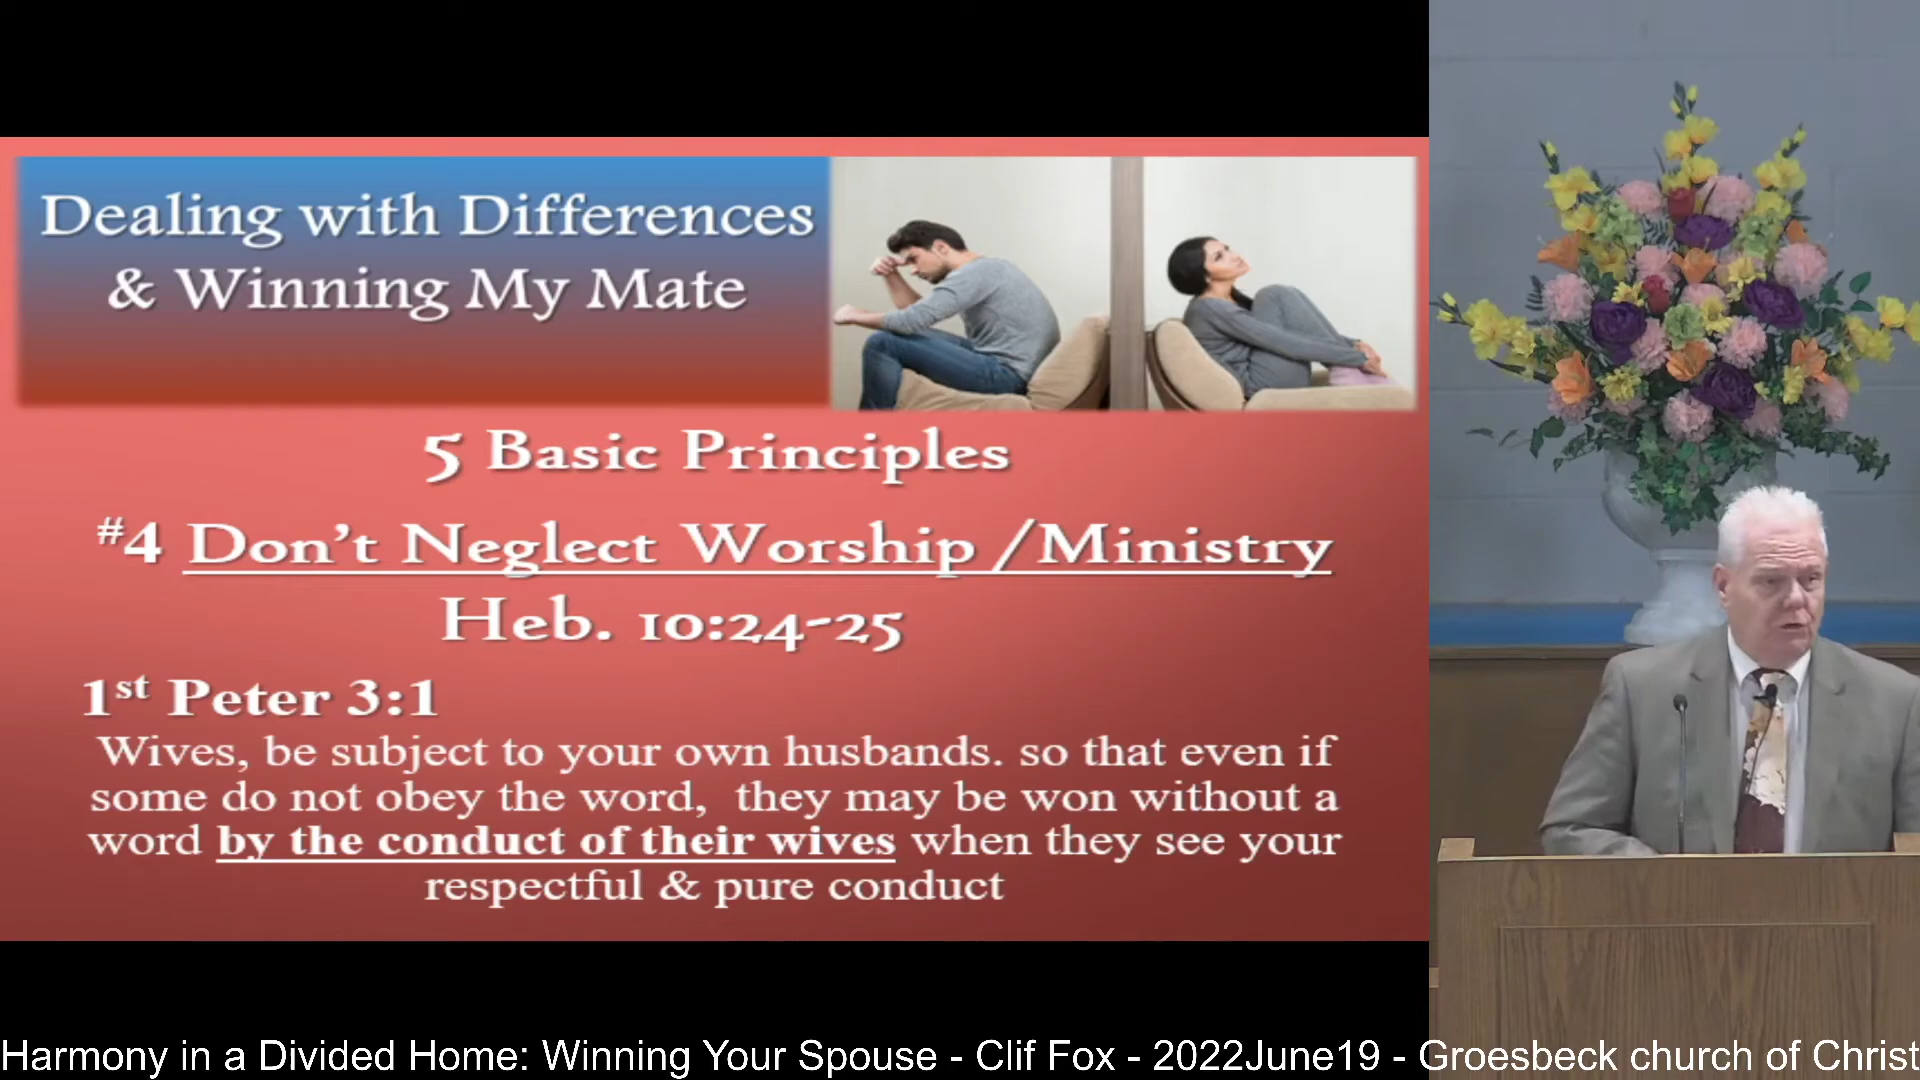 Dealing with Differences
& Winning My Mate
5 Basic Principles
#4 Don't Neglect Worship /Ministry
Heb. 10:24-25
1st Peter 3:1
Wives, be subject to your own husbands. so that even if
some do not obey the word, they may be won without a
word by the conduct of their wives when they see your
respectful & pure conduct
Harmony in a Divided Home: Winning Your Spouse - Clif Fox - 2022June19 - Groesbeck church of Christ